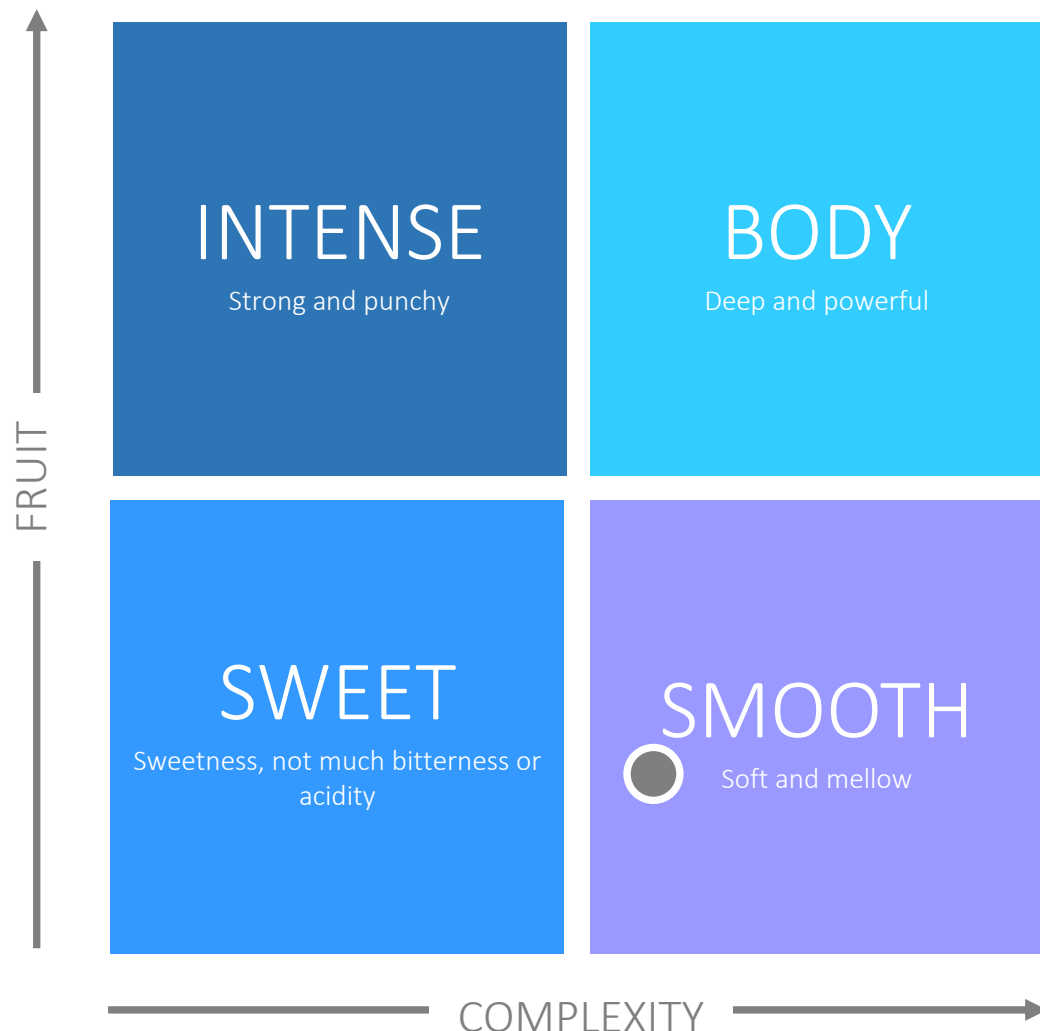 INTENSE
Strong and punchy
BODY
Deep and powerful
FRUIT
SWEET
Sweetness, not much bitterness or
acidity
SMOOTH
Soft and mellow
COMPLEXITY